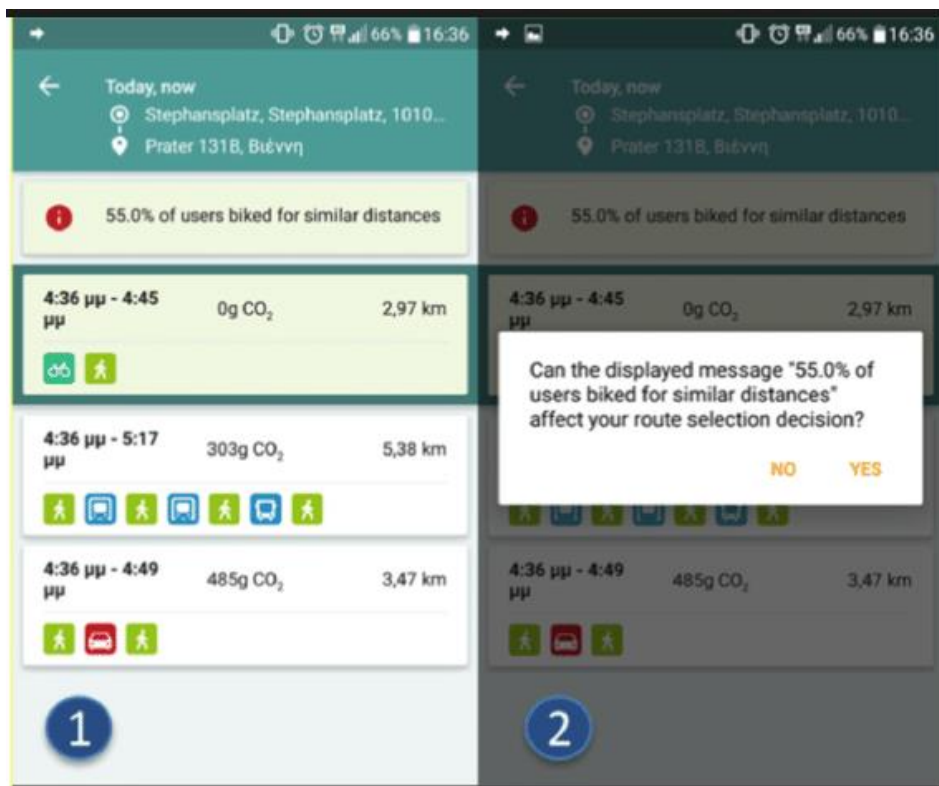 66% 16:36
Today, now
Stephansplatz, Stephansplatz, 1010...
Prater 131B, Βιέννη
55.0% of users biked for similar distances
4:36 μμ - 4:45
μμ
0g CO₂
2,97 km
4:36 μμ - 5:17
μμ
303g CO₂
5,38 km
4:36 μμ - 4:49
μμ
485g CO₂
3,47 km
1
66% 16:36
Today, now
Stephansplatz, Stephansplatz, 1010...
Prater 131B, Βιέννη
55.0% of users biked for similar distances
4:36 μμ - 4:45
μμ
0g CO₂
2,97 km
Can the displayed message "55.0% of
users biked for similar distances"
affect your route selection decision?
NO YES
4:36 μμ - 4:49
μμ
485g CO₂
3,47 km
2